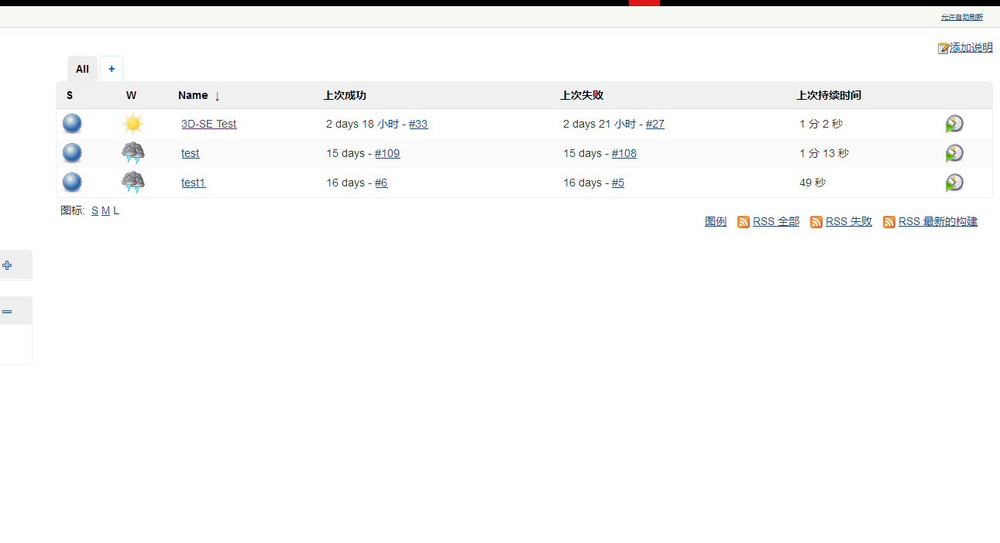 允许自动刷新
添加说明
All +
S W Name ↓ 上次成功 上次失败 上次持续时间
3D-SE Test 2 days 18 小时 - #33 2 days 21 小时 - #27 1 分 2 秒
test 15 days - #109 15 days - #108 1 分 13 秒
test1 16 days - #6 16 days - #5 49 秒
图标: S M L
图例 RSS 全部 RSS 失败 RSS 最新的构建